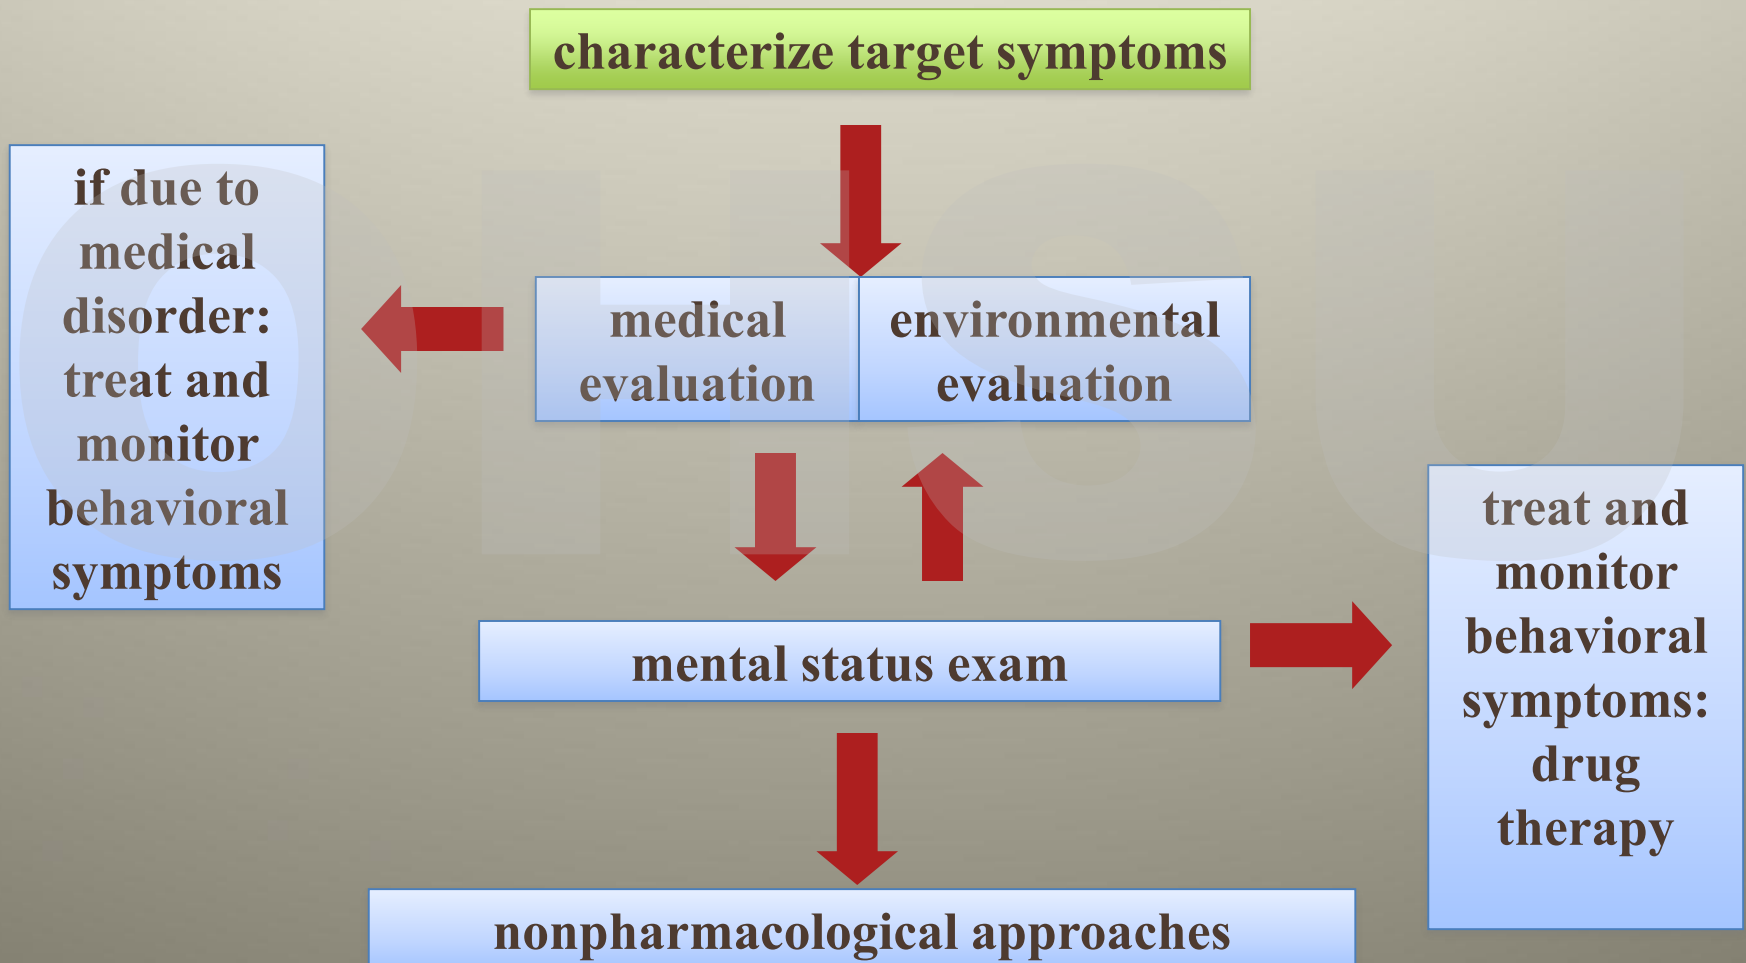 characterize target symptoms
if due to
medical
disorder:
treat and
monitor
behavioral
symptoms
medical
evaluation
environmental
evaluation
mental status exam
treat and
monitor
behavioral
symptoms:
drug
therapy
nonpharmacological approaches
OHSU